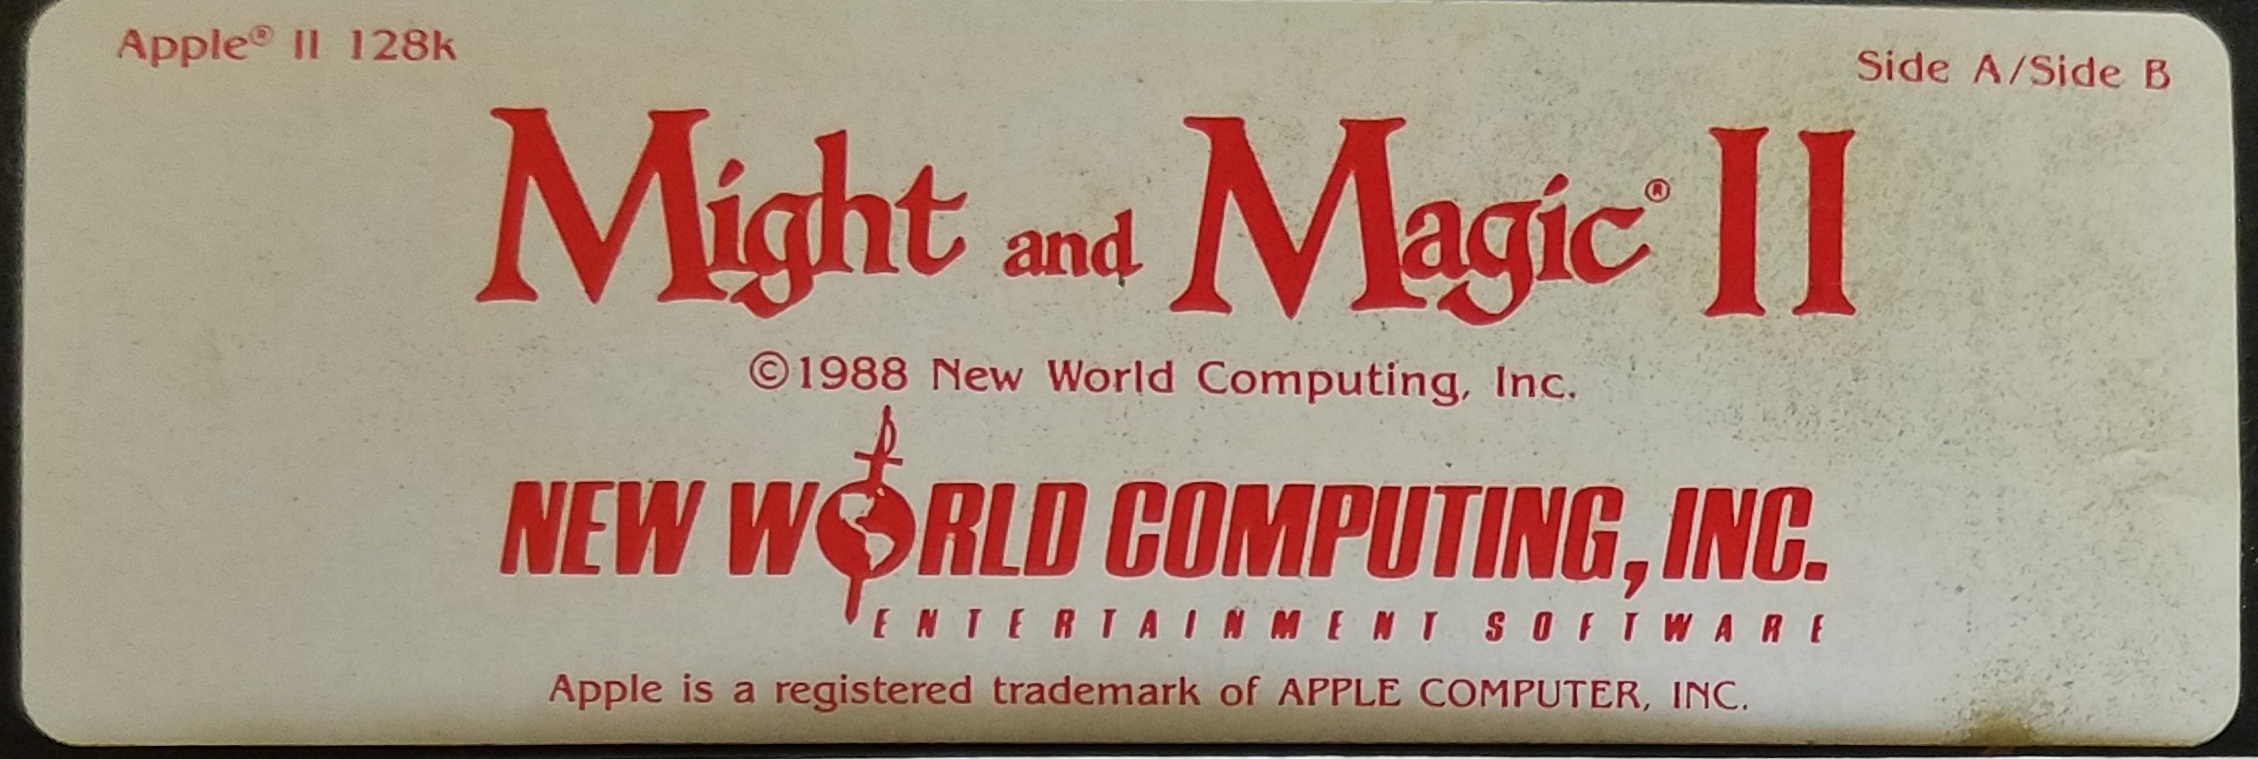 Apple® II 128k
Side A/Side B
Might and Magic® II
©1988 New World Computing, Inc.
NEW WORLD COMPUTING, INC.
ENTERTAINMENT SOFTWARE
Apple is a registered trademark of APPLE COMPUTER, INC.